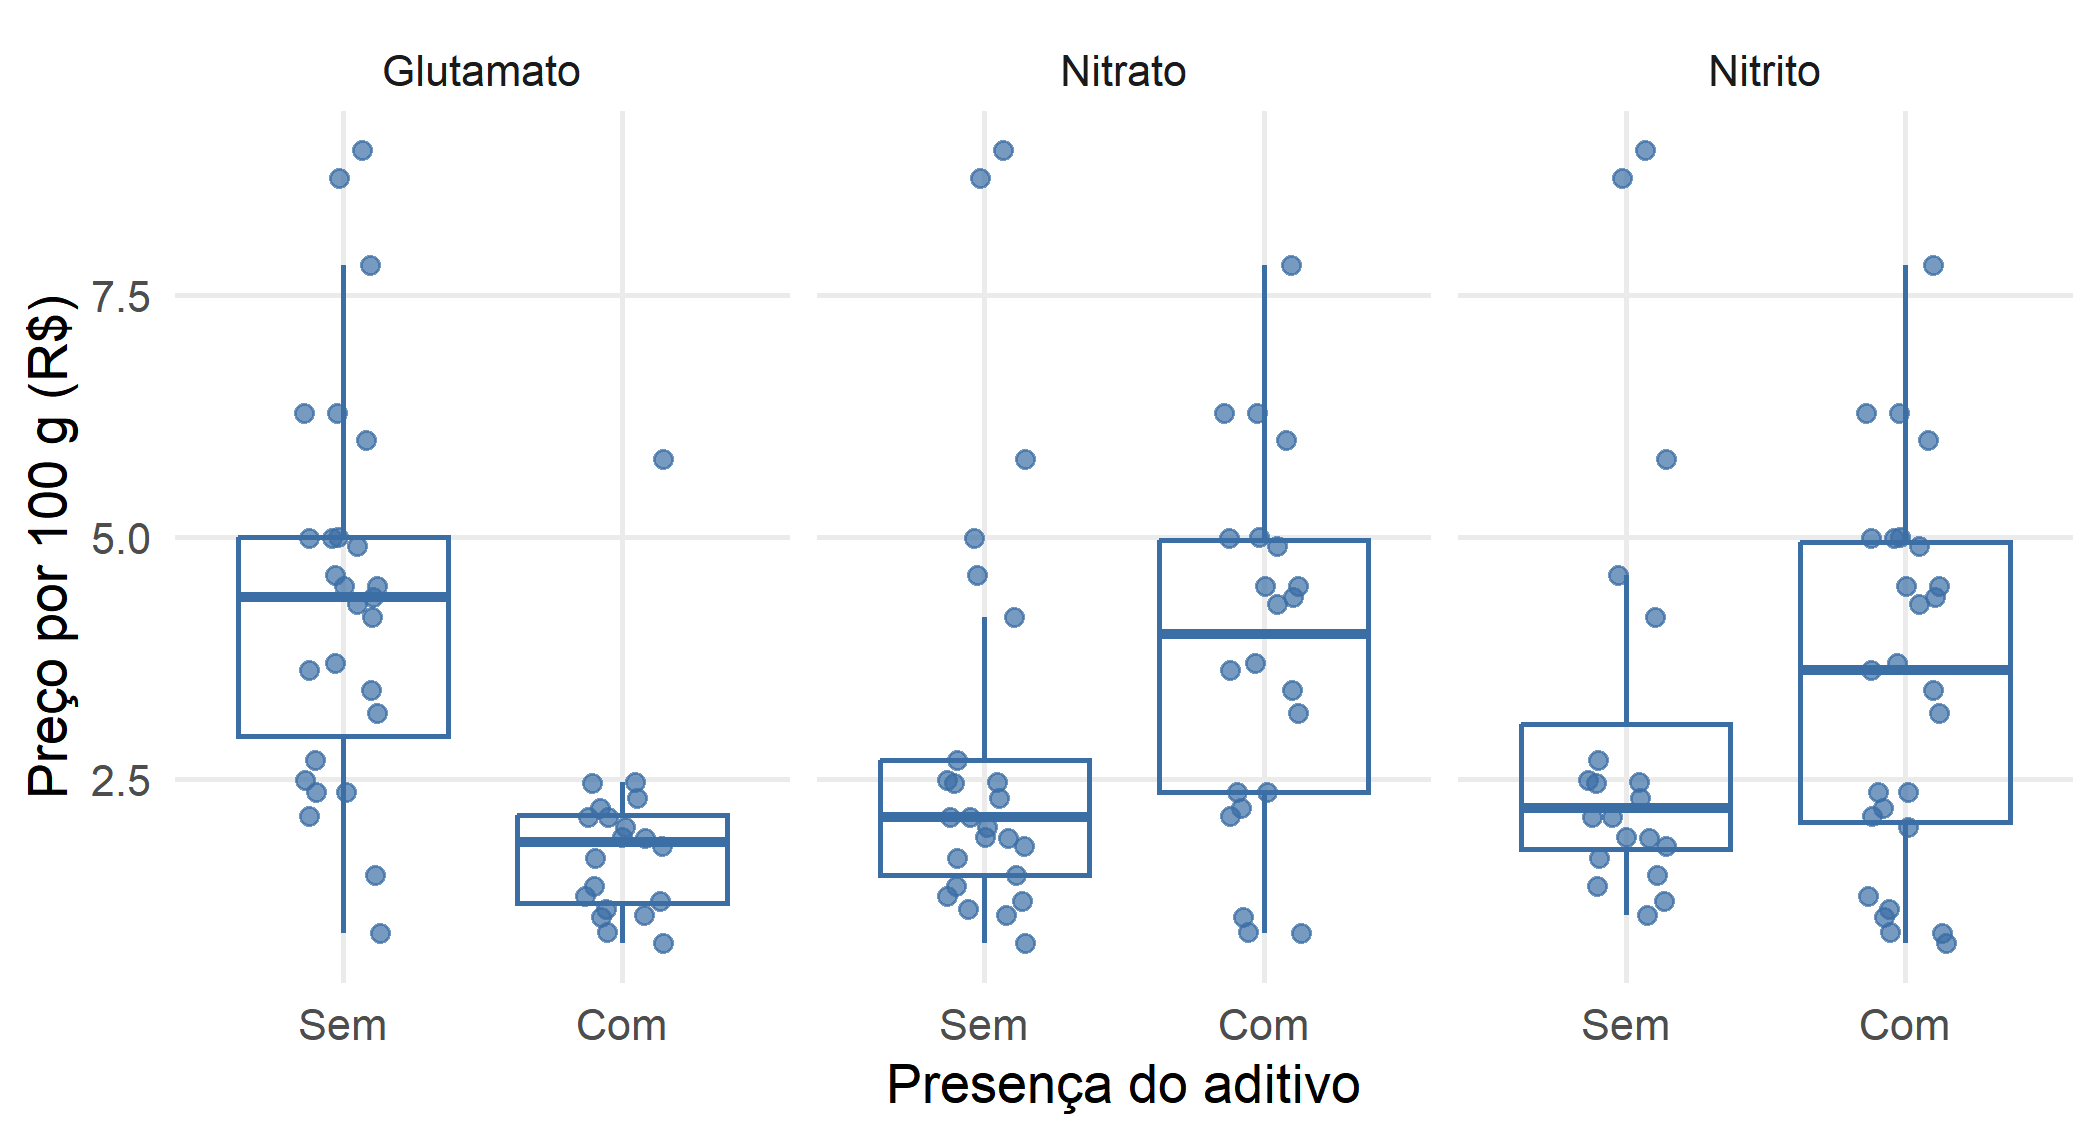 Glutamato Nitrato Nitrito
Preço por 100 g (R$)
7.5
5.0
2.5
Sem Com Sem Com Sem Com
Presença do aditivo